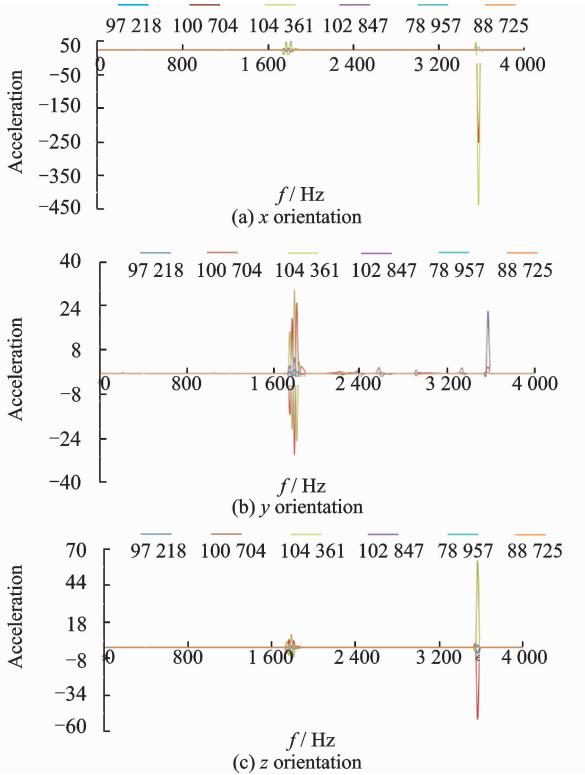 97 218 100 704 104 361 102 847 78 957 88 725
50
0 800 1 600 2 400 3 200 4 000
−50
−150
−250
−350
−450
Acceleration
f / Hz
(a) x orientation
97 218 100 704 104 361 102 847 78 957 88 725
40
24
8
0 800 1 600 2 400 3 200 4 000
−8
−24
−40
Acceleration
f / Hz
(b) y orientation
97 218 100 704 104 361 102 847 78 957 88 725
70
44
18
−8 0 800 1 600 2 400 3 200 4 000
−34
−60
Acceleration
f / Hz
(c) z orientation